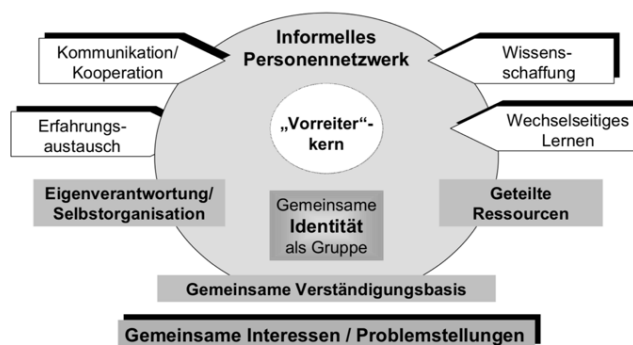 Informelles
Personennetzwerk
Kommunikation/
Kooperation
Wissens-
schaffung
„Vorreiter“-
kern
Erfahrungs-
austausch
Wechselseitiges
Lernen
Eigenverantwortung/
Selbstorganisation
Gemeinsame
Identität
als Gruppe
Geteilte
Ressourcen
Gemeinsame Verständigungsbasis
Gemeinsame Interessen / Problemstellungen